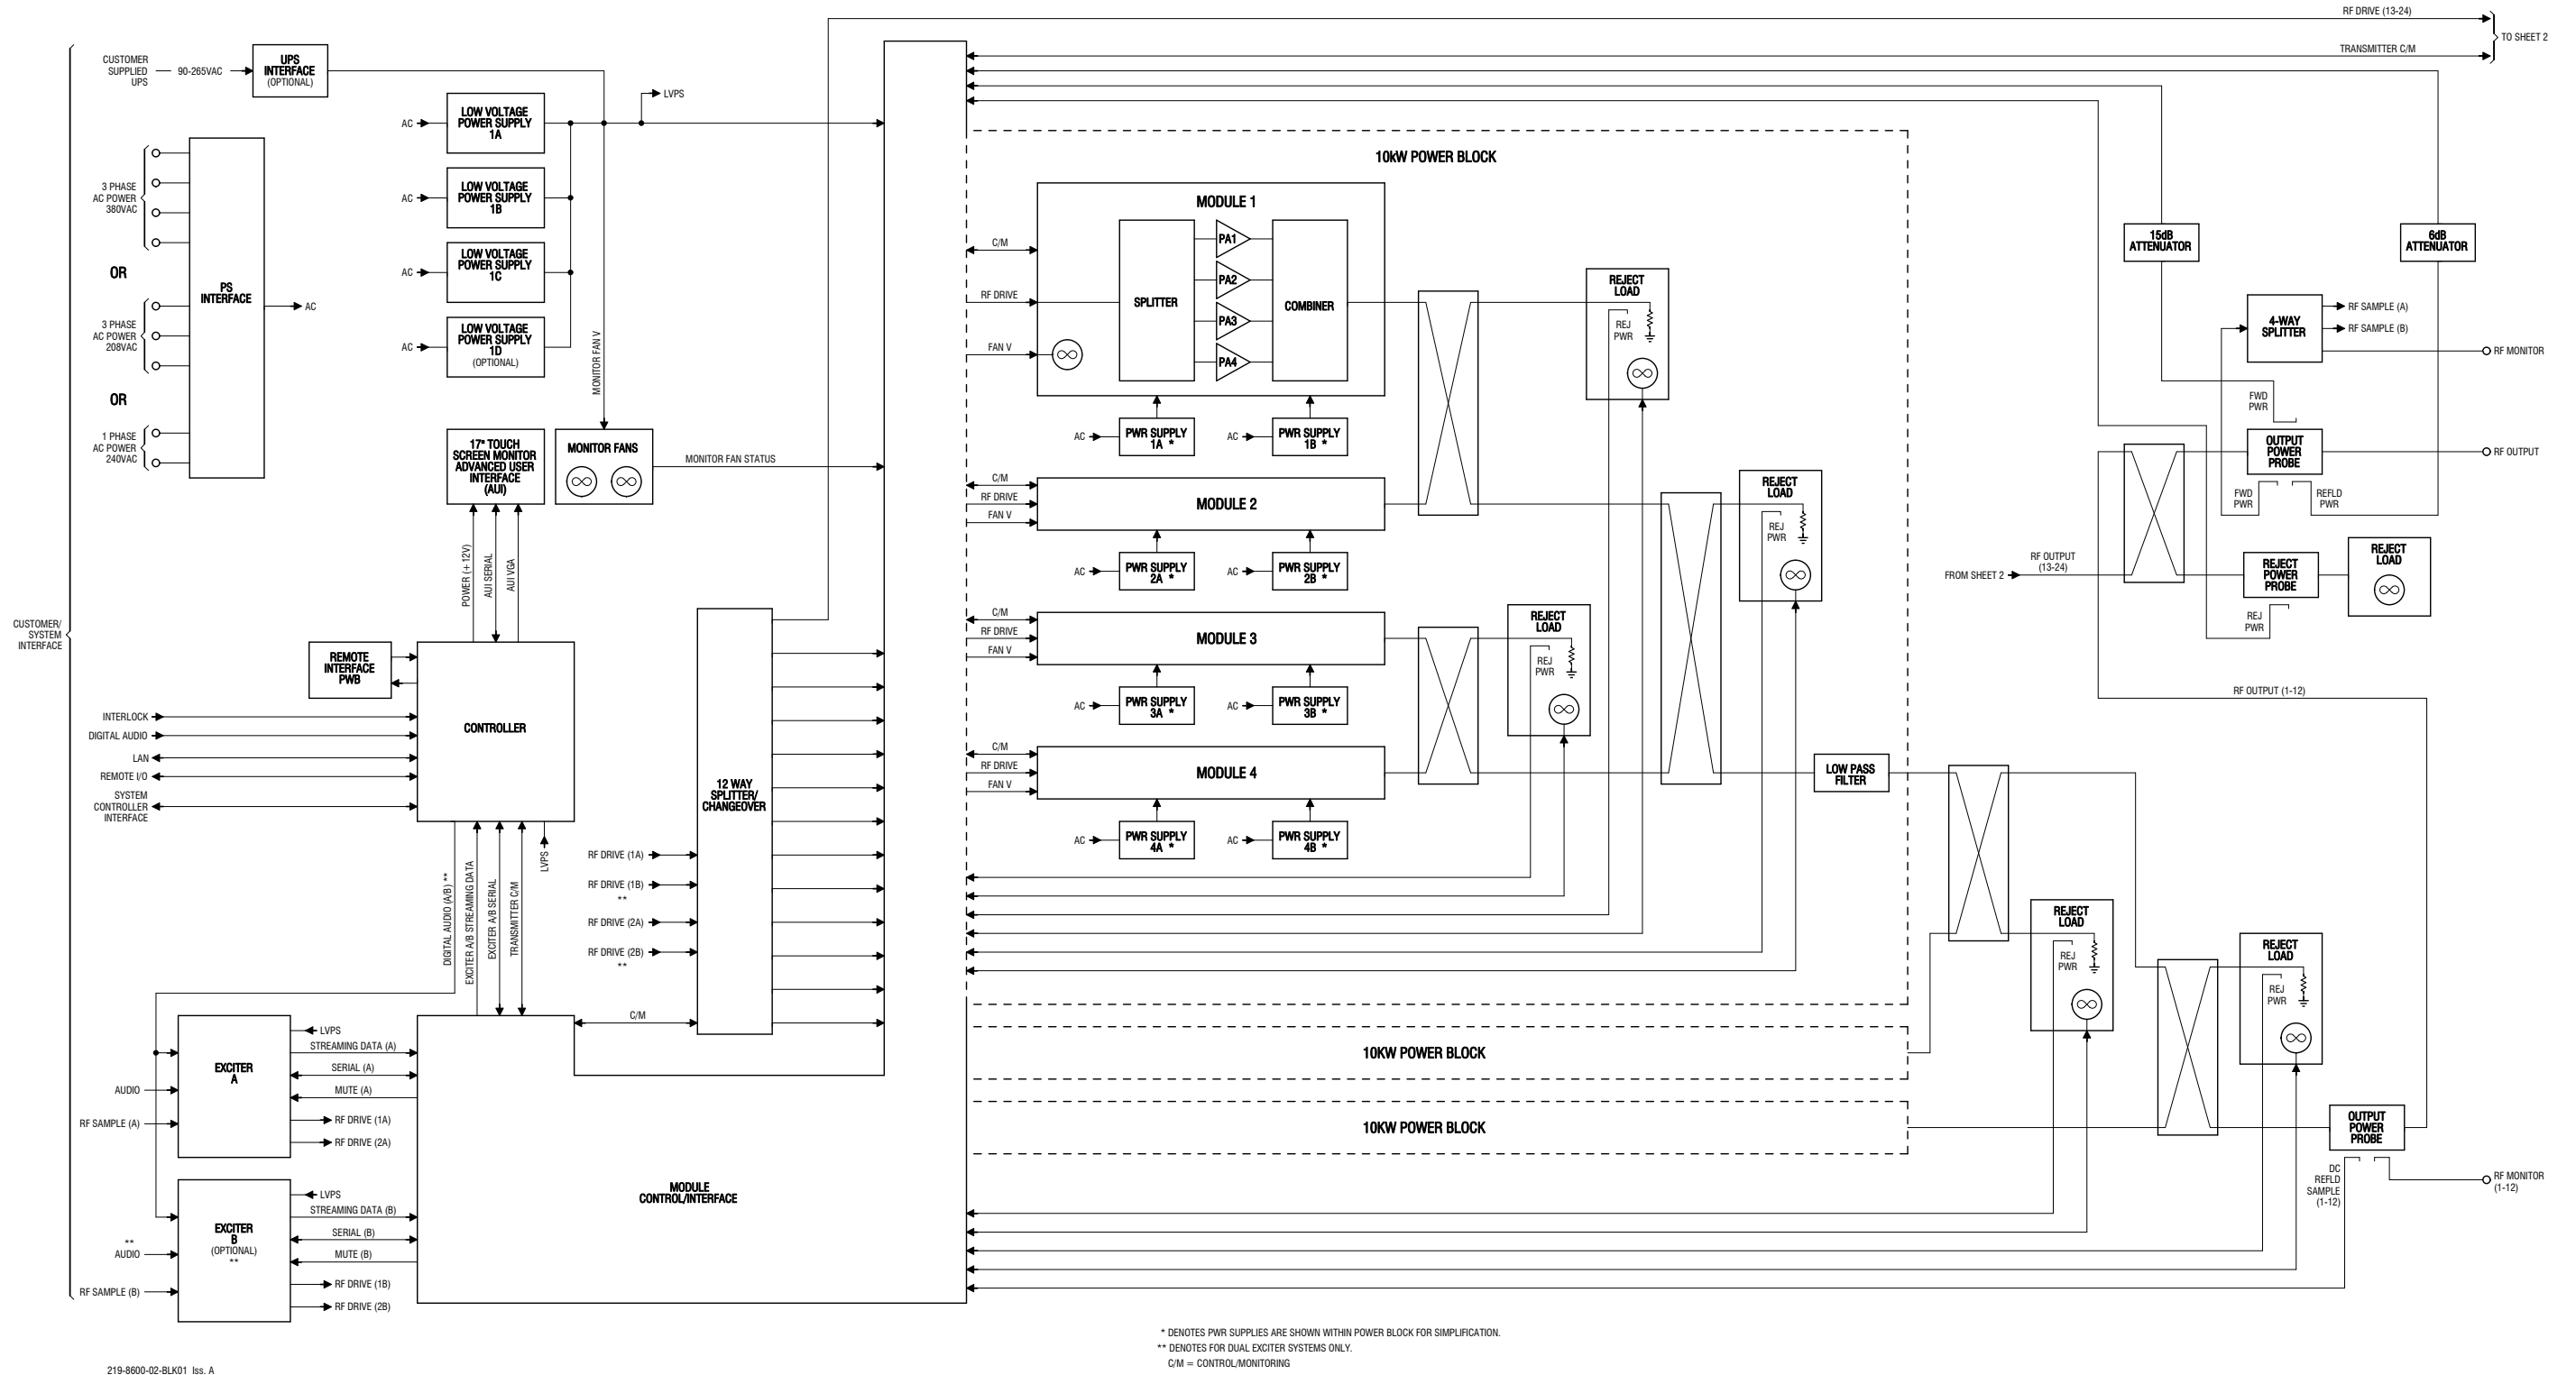 RF DRIVE (13-24)
TO SHEET 2
TRANSMITTER C/M
CUSTOMER
SUPPLIED
UPS
90-265VAC
UPS
INTERFACE
(OPTIONAL)
LVPS
AC
LOW VOLTAGE
POWER SUPPLY
1A
AC
LOW VOLTAGE
POWER SUPPLY
1B
AC
LOW VOLTAGE
POWER SUPPLY
1C
AC
LOW VOLTAGE
POWER SUPPLY
1D
(OPTIONAL)
3 PHASE
AC POWER
380VAC
OR
3 PHASE
AC POWER
208VAC
OR
1 PHASE
AC POWER
240VAC
PS
INTERFACE
AC
MONITOR FAN V
17" TOUCH
SCREEN MONITOR
ADVANCED USER
INTERFACE
(AUI)
MONITOR FANS
MONITOR FAN STATUS
POWER (+12V)
AUI SERIAL
AUI VGA
CUSTOMER/
SYSTEM
INTERFACE
REMOTE
INTERFACE
PWB
CONTROLLER
INTERLOCK
DIGITAL AUDIO
LAN
REMOTE I/O
SYSTEM
CONTROLLER
INTERFACE
DIGITAL AUDIO (A/B) **
EXCITER A/B STREAMING DATA
EXCITER A/B SERIAL
TRANSMITTER C/M
LVPS
12 WAY
SPLITTER/
CHANGEOVER
RF DRIVE (1A)
RF DRIVE (1B)
**
RF DRIVE (2A)
RF DRIVE (2B)
**
C/M
EXCITER
A
LVPS
STREAMING DATA (A)
SERIAL (A)
MUTE (A)
RF DRIVE (1A)
RF DRIVE (2A)
AUDIO
RF SAMPLE (A)
EXCITER
B
(OPTIONAL)
**
LVPS
STREAMING DATA (B)
SERIAL (B)
MUTE (B)
RF DRIVE (1B)
RF DRIVE (2B)
**
AUDIO
RF SAMPLE (B)
MODULE
CONTROL/INTERFACE
10kW POWER BLOCK
MODULE 1
C/M
RF DRIVE
FAN V
SPLITTER
PA1
PA2
PA3
PA4
COMBINER
AC
PWR SUPPLY
1A *
AC
PWR SUPPLY
1B *
C/M
RF DRIVE
FAN V
MODULE 2
AC
PWR SUPPLY
2A *
AC
PWR SUPPLY
2B *
C/M
RF DRIVE
FAN V
MODULE 3
AC
PWR SUPPLY
3A *
AC
PWR SUPPLY
3B *
C/M
RF DRIVE
FAN V
MODULE 4
AC
PWR SUPPLY
4A *
AC
PWR SUPPLY
4B *
REJECT
LOAD
REJ
PWR
REJECT
LOAD
REJ
PWR
REJECT
LOAD
REJ
PWR
LOW PASS
FILTER
10KW POWER BLOCK
10KW POWER BLOCK
15dB
ATTENUATOR
6dB
ATTENUATOR
4-WAY
SPLITTER
RF SAMPLE (A)
RF SAMPLE (B)
RF MONITOR
FWD
PWR
OUTPUT
POWER
PROBE
RF OUTPUT
FWD
PWR
REFLD
PWR
FROM SHEET 2
RF OUTPUT
(13-24)
REJECT
POWER
PROBE
REJECT
LOAD
REJ
PWR
RF OUTPUT (1-12)
REJECT
LOAD
REJ
PWR
REJECT
LOAD
REJ
PWR
OUTPUT
POWER
PROBE
DC
REFLD
SAMPLE
(1-12)
RF MONITOR
(1-12)
* DENOTES PWR SUPPLIES ARE SHOWN WITHIN POWER BLOCK FOR SIMPLIFICATION.
** DENOTES FOR DUAL EXCITER SYSTEMS ONLY.
C/M = CONTROL/MONITORING
219-8600-02-BLK01 Iss. A